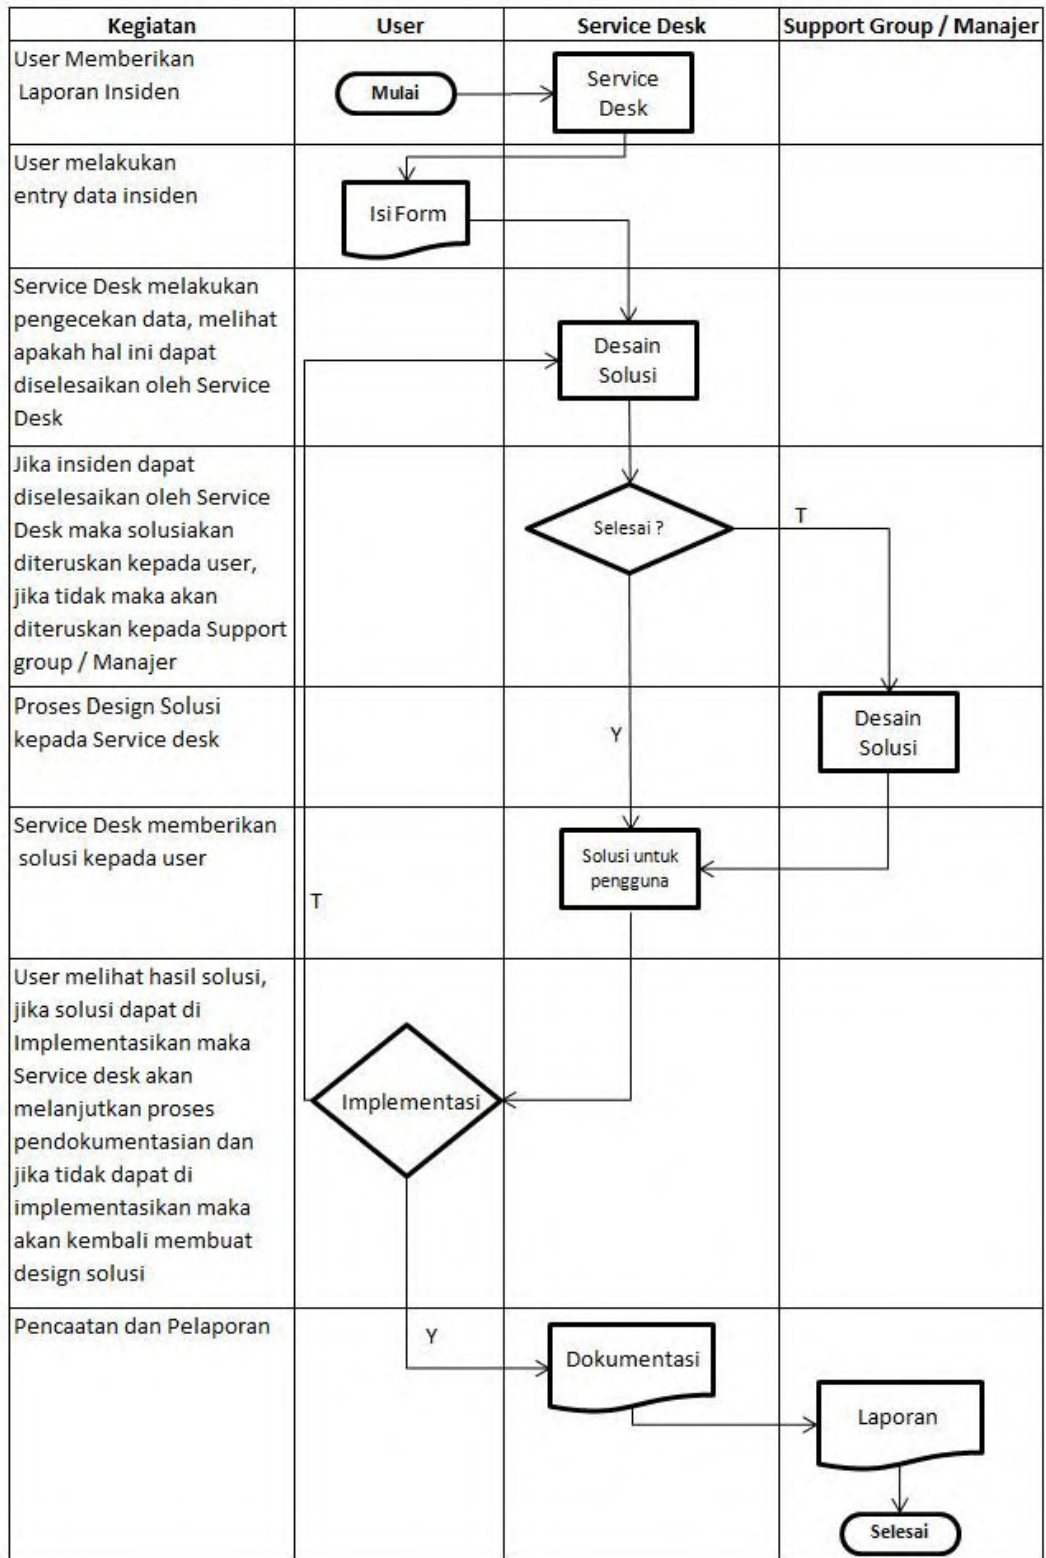 Kegiatan User Service Desk Support Group / Manajer
User Memberikan
Laporan Insiden
Mulai
Service
Desk
User melakukan
entry data insiden
Isi Form
Service Desk melakukan
pengecekan data, melihat
apakah hal ini dapat
diselesaikan oleh Service
Desk
Desain
Solusi
Jika insiden dapat
diselesaikan oleh Service
Desk maka solusiakan
diteruskan kepada user,
jika tidak maka akan
diteruskan kepada Support
group / Manajer
Selesai ?
T
Proses Design Solusi
kepada Service desk
Y
Desain
Solusi
Service Desk memberikan
solusi kepada user
T
Solusi untuk
pengguna
User melihat hasil solusi,
jika solusi dapat di
Implementasikan maka
Service desk akan
melanjutkan proses
pendokumentasian dan
jika tidak dapat di
implementasikan maka
akan kembali membuat
design solusi
Implementasi
Pencaatan dan Pelaporan
Y
Dokumentasi
Laporan
Selesai